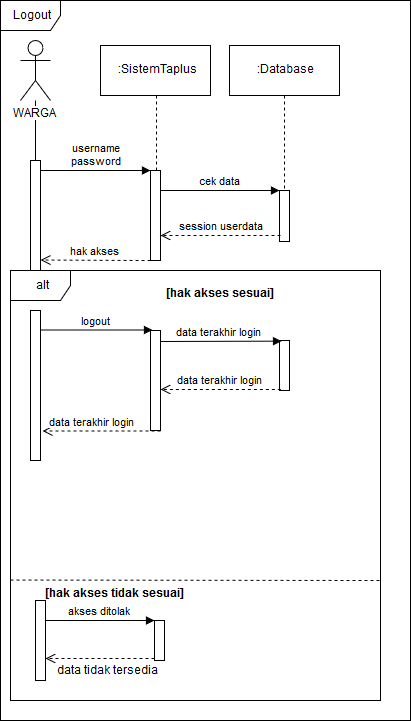 Logout
:SistemTaplus
:Database
WARGA
username
password
cek data
session userdata
hak akses
alt
[hak akses sesuai]
logout
data terakhir login
data terakhir login
data terakhir login
[hak akses tidak sesuai]
akses ditolak
data tidak tersedia